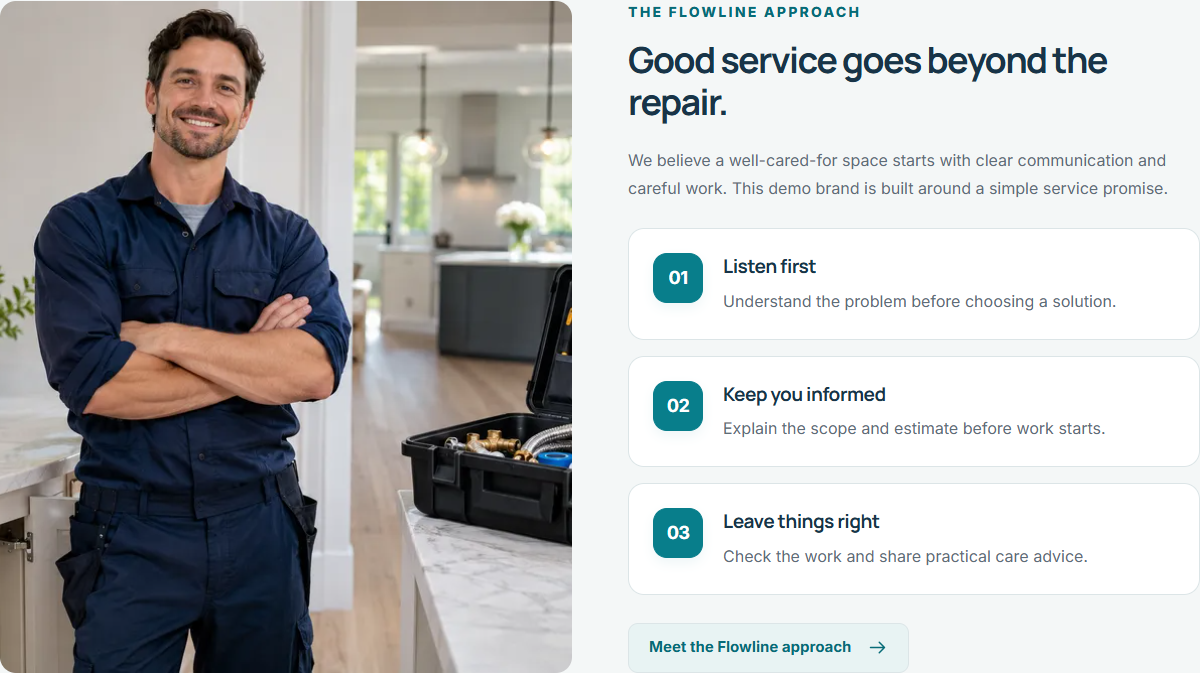 THE FLOWLINE APPROACH
Good service goes beyond the
repair.
We believe a well-cared-for space starts with clear communication and
careful work. This demo brand is built around a simple service promise.
01
Listen first
Understand the problem before choosing a solution.
02
Keep you informed
Explain the scope and estimate before work starts.
03
Leave things right
Check the work and share practical care advice.
Meet the Flowline approach →